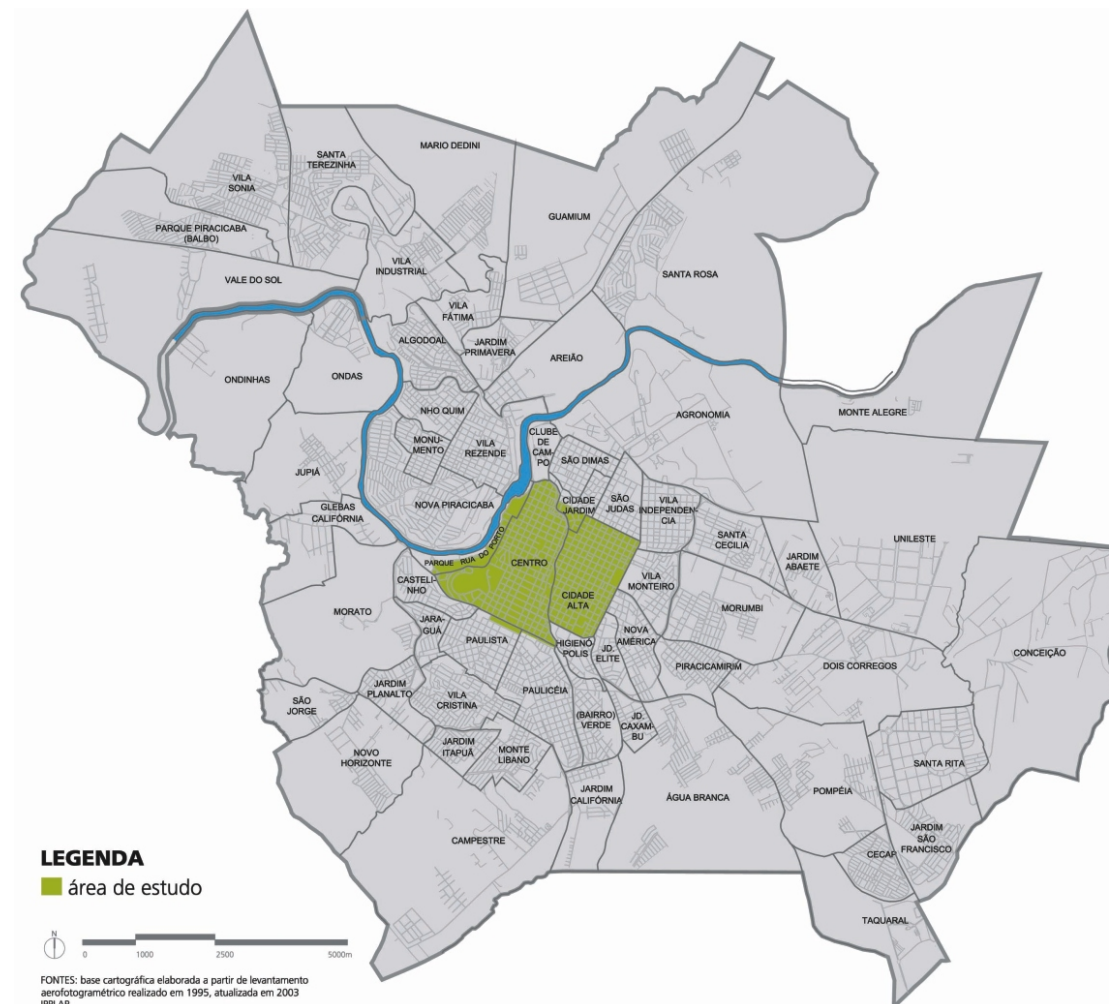 MARIO DEDINI
SANTA
TEREZINHA
VILA
SONIA
GUAMIUM
PARQUE PIRACICABA
(BALBO)
VILA
INDUSTRIAL
SANTA ROSA
VALE DO SOL
VILA
FÁTIMA
ALGODOAL
JARDIM
PRIMAVERA
AREIÃO
ONDINHAS
ONDAS
NHO QUIM
AGRONOMIA
MONTE ALEGRE
MONU-
MENTO
VILA
REZENDE
CLUBE
DE
CAM-
PO
SÃO DIMAS
JUPIÁ
NOVA PIRACICABA
CIDADE
JARDIM
SÃO
JUDAS
VILA
INDEPENDEN-
CIA
GLEBAS
CALIFÓRNIA
SANTA
CECILIA
JARDIM
ABAETE
UNILESTE
PARQUE RUA DO PORTO
CENTRO
CASTELI-
NHO
VILA
MONTEIRO
CIDADE
ALTA
MORATO
MORUMBI
JARA-
GUÁ
PAULISTA
HIGIENÓ
POLIS
JD.
ELITE
NOVA
AMÉRICA
CONCEIÇÃO
PIRACICAMIRIM
DOIS CORREGOS
JARDIM
PLANALTO
VILA
CRISTINA
PAULICÉIA
SÃO
JORGE
(BAIRRO)
VERDE
JD.
CAXAM-
BU
NOVO
HORIZONTE
JARDIM
ITAPUÃ
MONTE
LIBANO
SANTA RITA
JARDIM
CALIFÓRNIA
ÁGUA BRANCA
POMPÉIA
CAMPESTRE
JARDIM
SÃO
FRANCISCO
CECAP
TAQUARAL
LEGENDA
área de estudo
N
0 1000 2500 5000m
FONTES: base cartográfica elaborada a partir de levantamento
aerofotogramétrico realizado em 1995, atualizada em 2003
IPPLAP